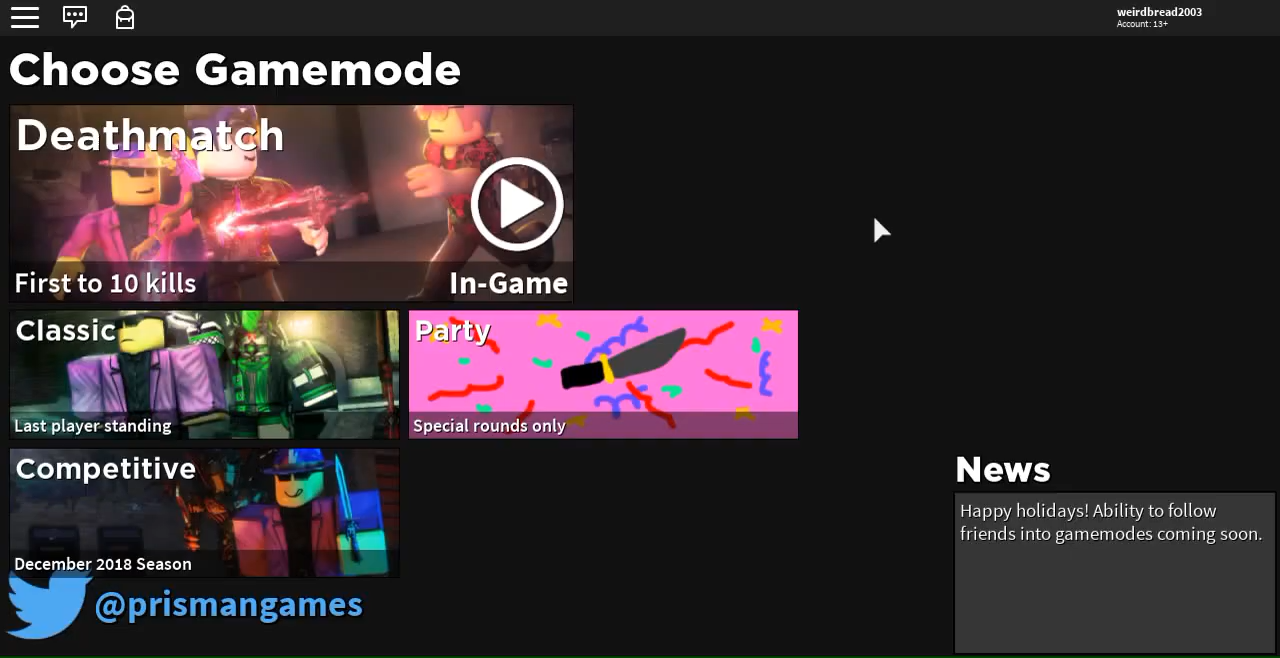 weirdbread2003
Account: 13+
Choose Gamemode
Deathmatch
First to 10 kills
In-Game
Classic
Last player standing
Party
Special rounds only
Competitive
December 2018 Season
@prismangames
News
Happy holidays! Ability to follow
friends into gamemodes coming soon.